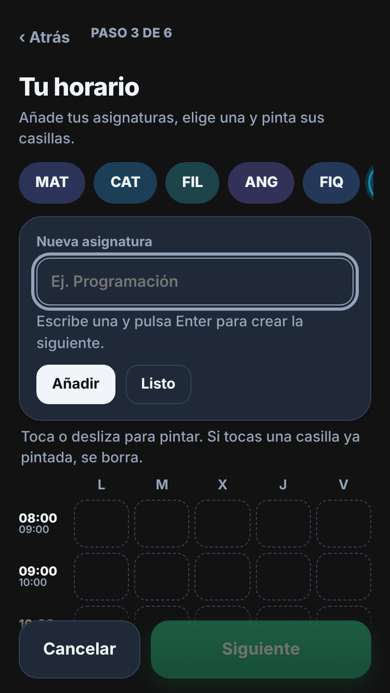 ‹ Atrás
PASO 3 DE 6
Tu horario
Añade tus asignaturas, elige una y pinta sus
casillas.
MAT
CAT
FIL
ANG
FIQ
Nueva asignatura
Ej. Programación
Escribe una y pulsa Enter para crear la
siguiente.
Añadir
Listo
Toca o desliza para pintar. Si tocas una casilla ya
pintada, se borra.
L
M
X
J
V
08:00
09:00
09:00
10:00
Cancelar
Siguiente